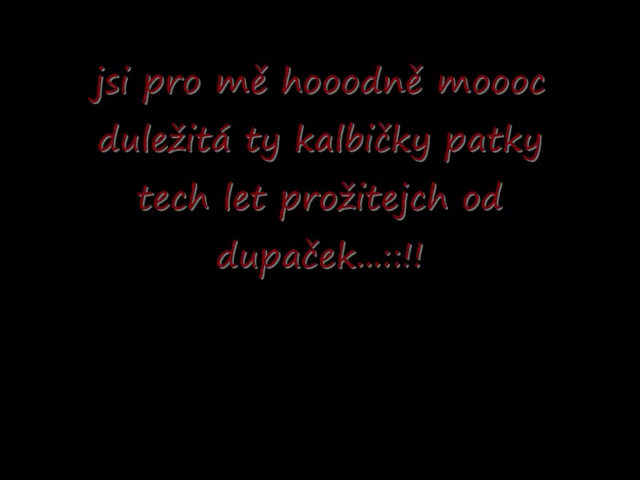 jsi pro mě hooodně moooc
duležitá ty kalbičky patky
tech let prožitejch od
dupaček...::!!